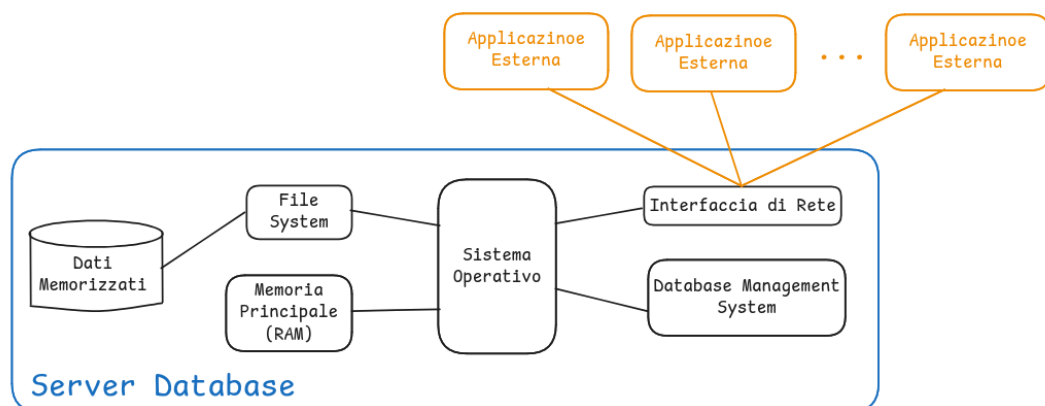 Applicazinoe
Esterna
Applicazinoe
Esterna
. . .
Applicazinoe
Esterna
File
System
Interfaccia di Rete
Dati
Memorizzati
Sistema
Operativo
Memoria
Principale
(RAM)
Database Management
System
Server Database